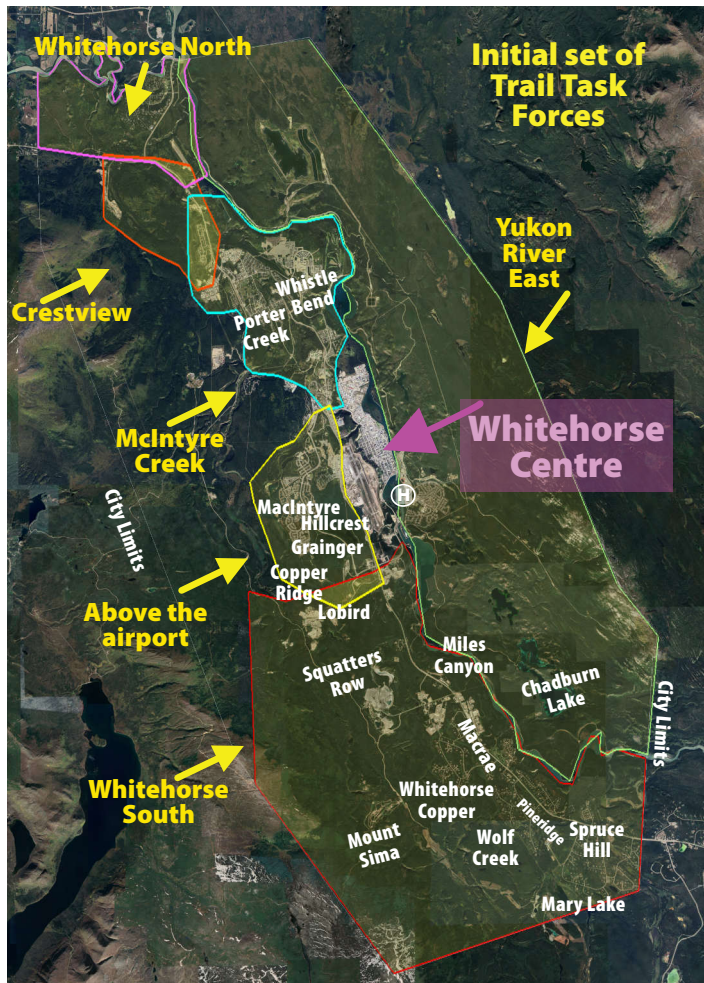 Whitehorse North
Initial set of
Trail Task
Forces
Yukon
River
East
Crestview
Whistle
Bend
Porter
Creek
McIntyre
Creek
Whitehorse
Centre
H
City Limits
MacIntyre
Hillcrest
Grainger
Copper
Ridge
Lobird
Above the
airport
Squatters
Row
Miles
Canyon
Chadburn
Lake
City Limits
Macrae
Whitehorse
South
Whitehorse
Copper
Pineridge
Mount
Sima
Wolf
Creek
Spruce
Hill
Mary Lake